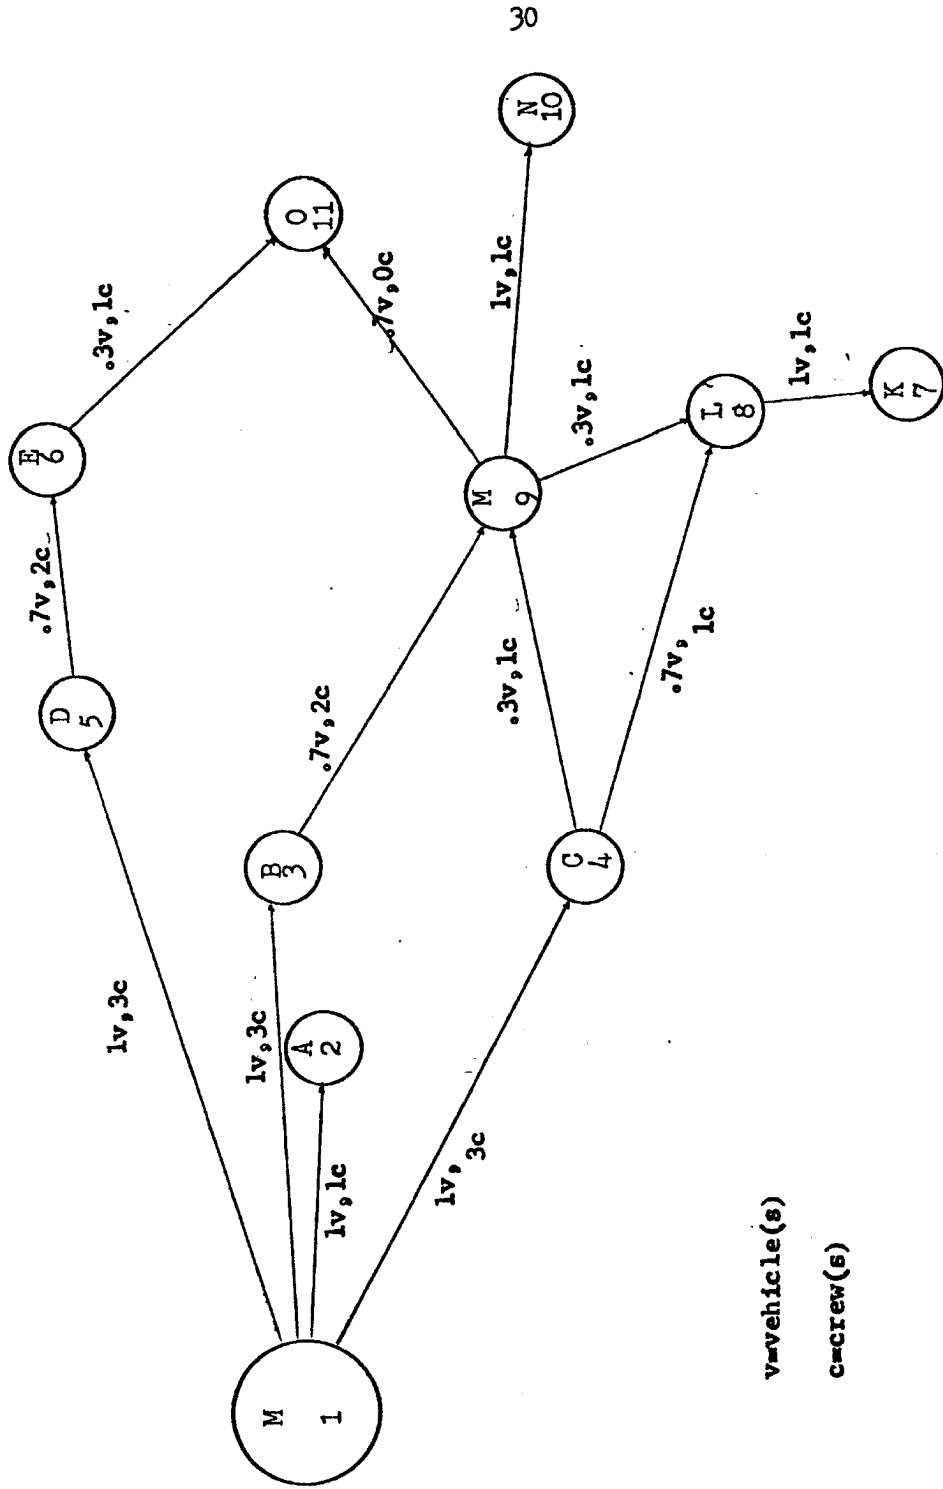 30
E
6
D
5
.3v,1c
O
11
.7v,2c
N
10
.7v,0c
1v,1c
M
9
.3v,1c
L
8
1v,1c
K
7
1v,3c
B
3
.7v,2c
.3v,1c
.7v,
1c
C
4
1v,3c
A
2
1v,1c
1v,
3c
M
1
v=vehicle(s)
c=crew(s)